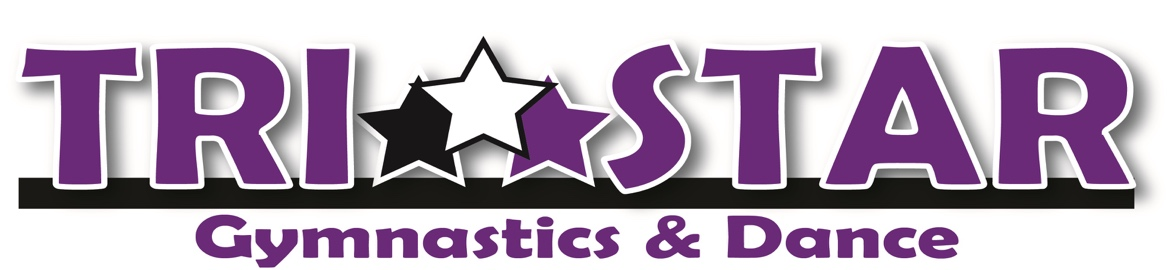 TRI STAR
Gymnastics & Dance